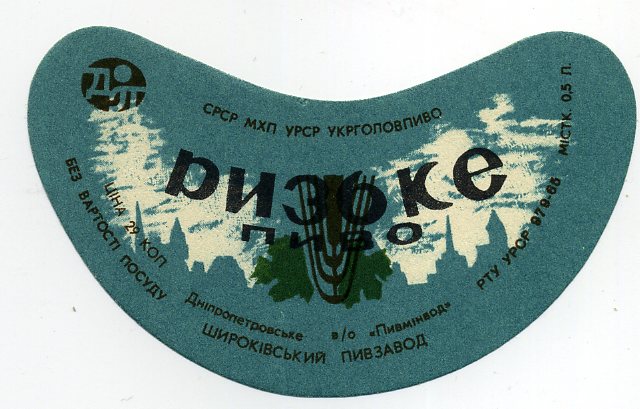 СРСР МХП УРСР УКРГОЛОВПИВО
ризьке
ПИВО
ЦІНА 29 КОП
БЕЗ ВАРТОСТІ ПОСУДУ
РТУ УРСР 979-66
МІСТК. 0,5 Л.
Дніпропетровське в/о «Пивмінвод»
ШИРОКІВСЬКИЙ ПИВЗАВОД